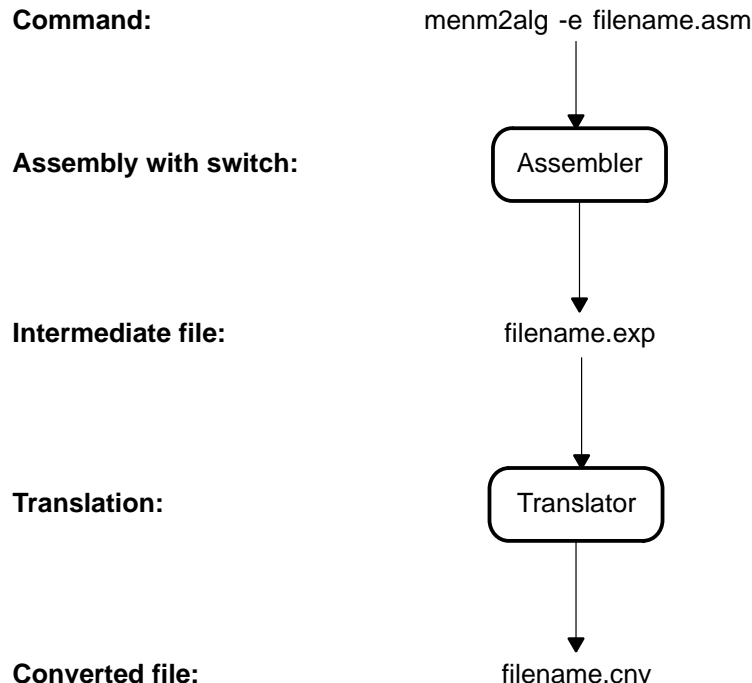 Command: menm2alg -e filename.asm
Assembly with switch: Assembler
Intermediate file: filename.exp
Translation: Translator
Converted file: filename.cnv